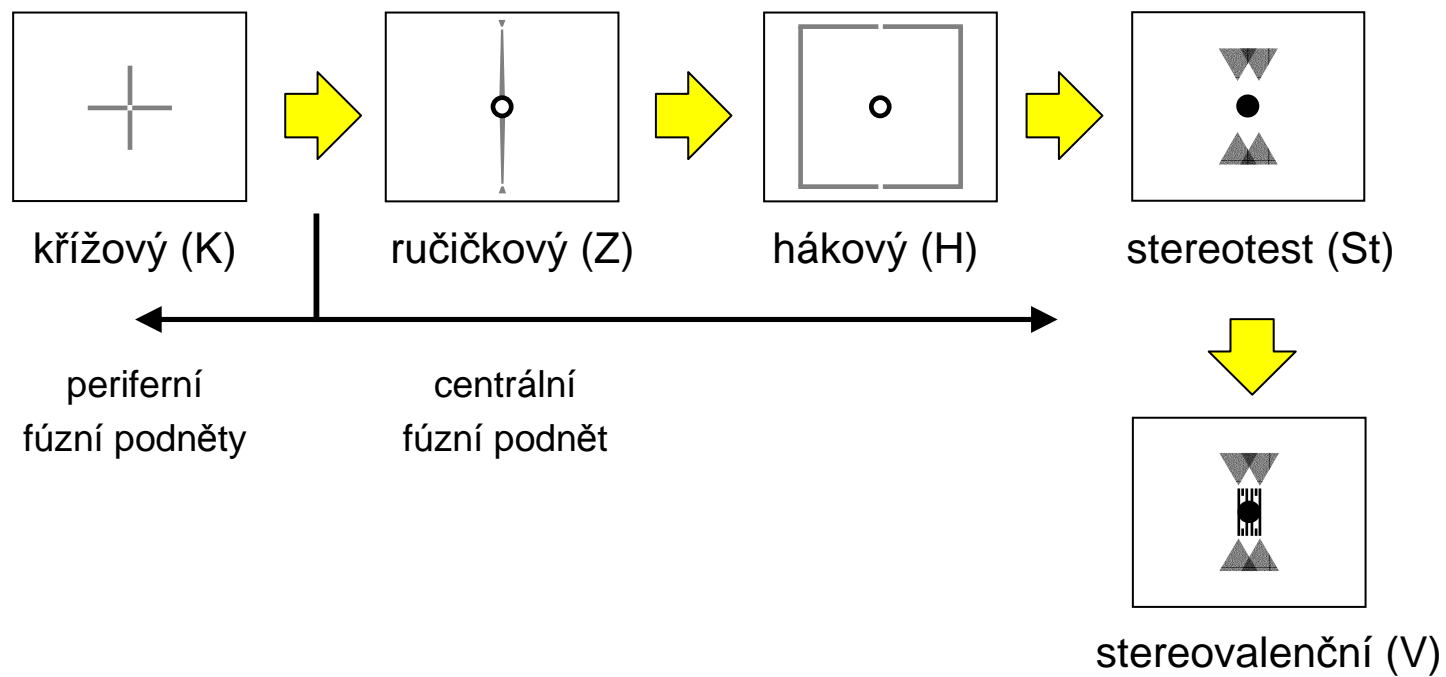 křížový (K)
ručičkový (Z)
hákový (H)
stereotest (St)
periferní
fúzní podněty
centrální
fúzní podnět
stereovalenční (V)